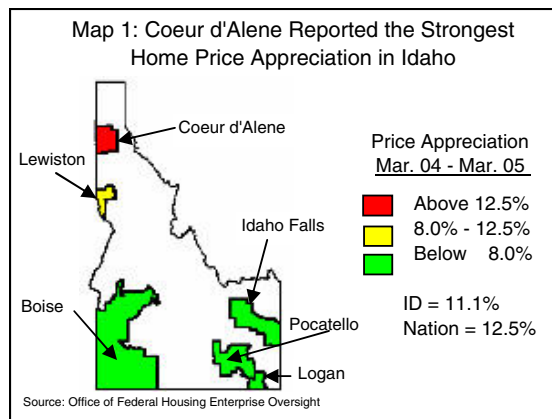 Map 1: Coeur d'Alene Reported the Strongest
Home Price Appreciation in Idaho
Coeur d'Alene
Lewiston
Idaho Falls
Boise
Pocatello
Logan
Price Appreciation
Mar. 04 - Mar. 05
Above 12.5%
8.0% - 12.5%
Below 8.0%
ID = 11.1%
Nation = 12.5%
Source: Office of Federal Housing Enterprise Oversight